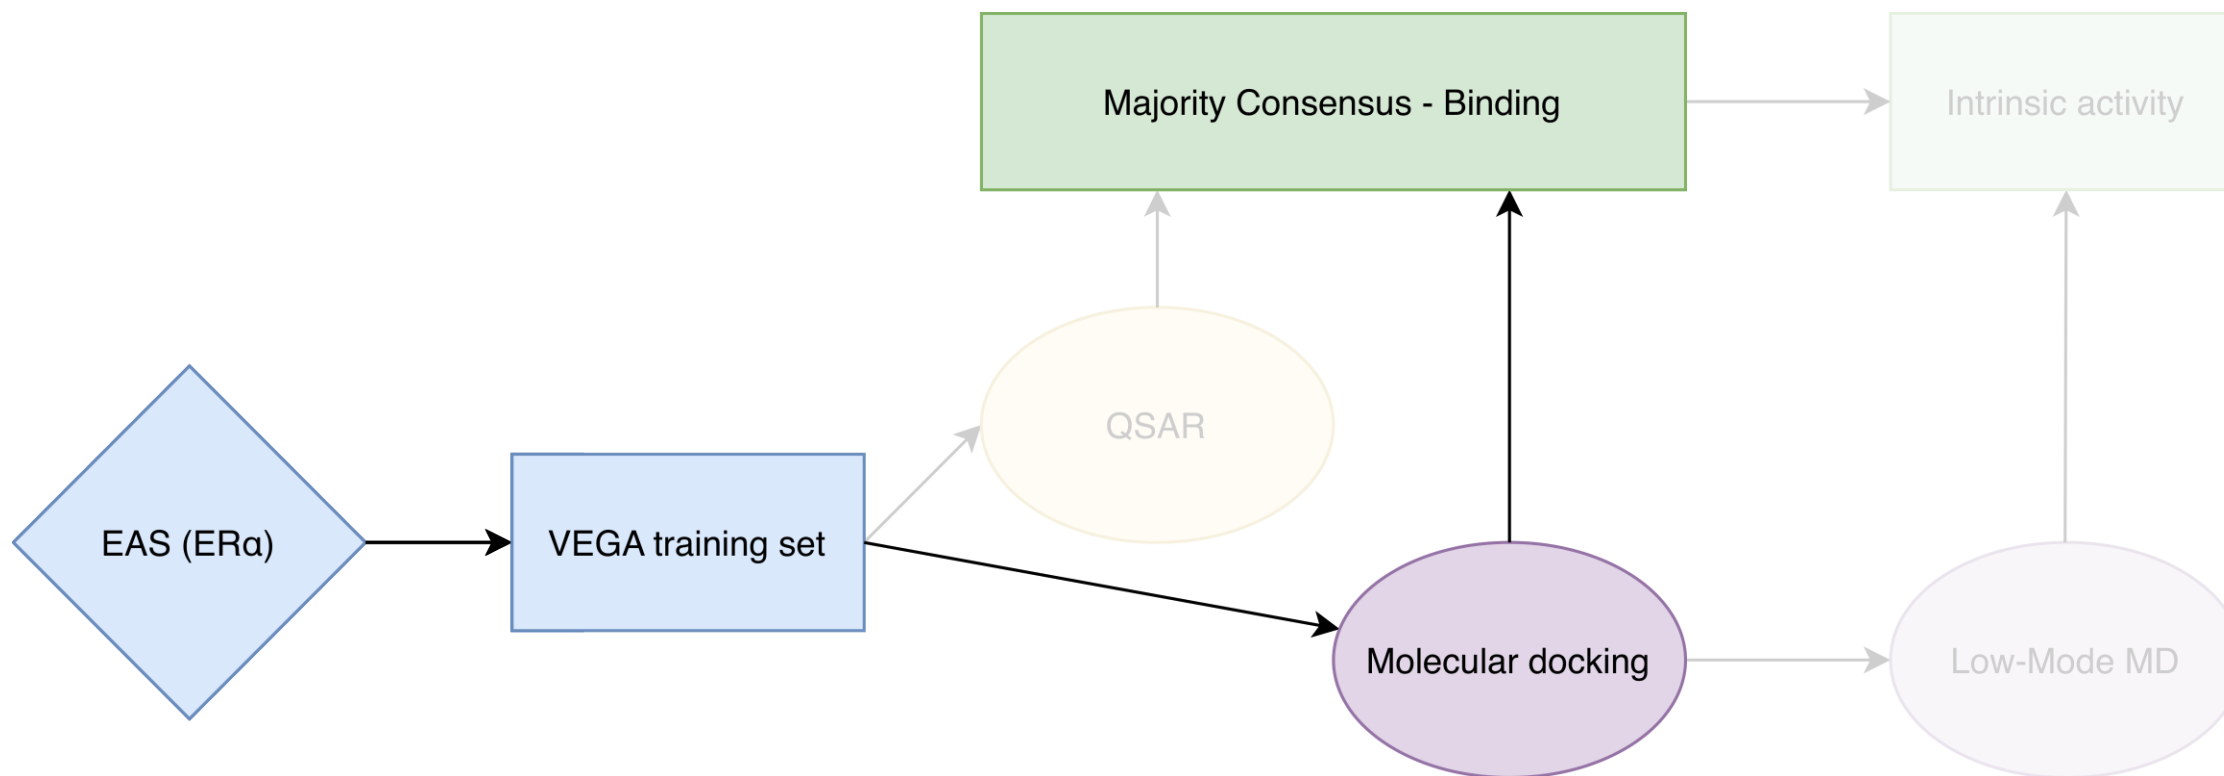 Majority Consensus - Binding
Intrinsic activity
QSAR
EAS (ERα)
VEGA training set
Molecular docking
Low-Mode MD